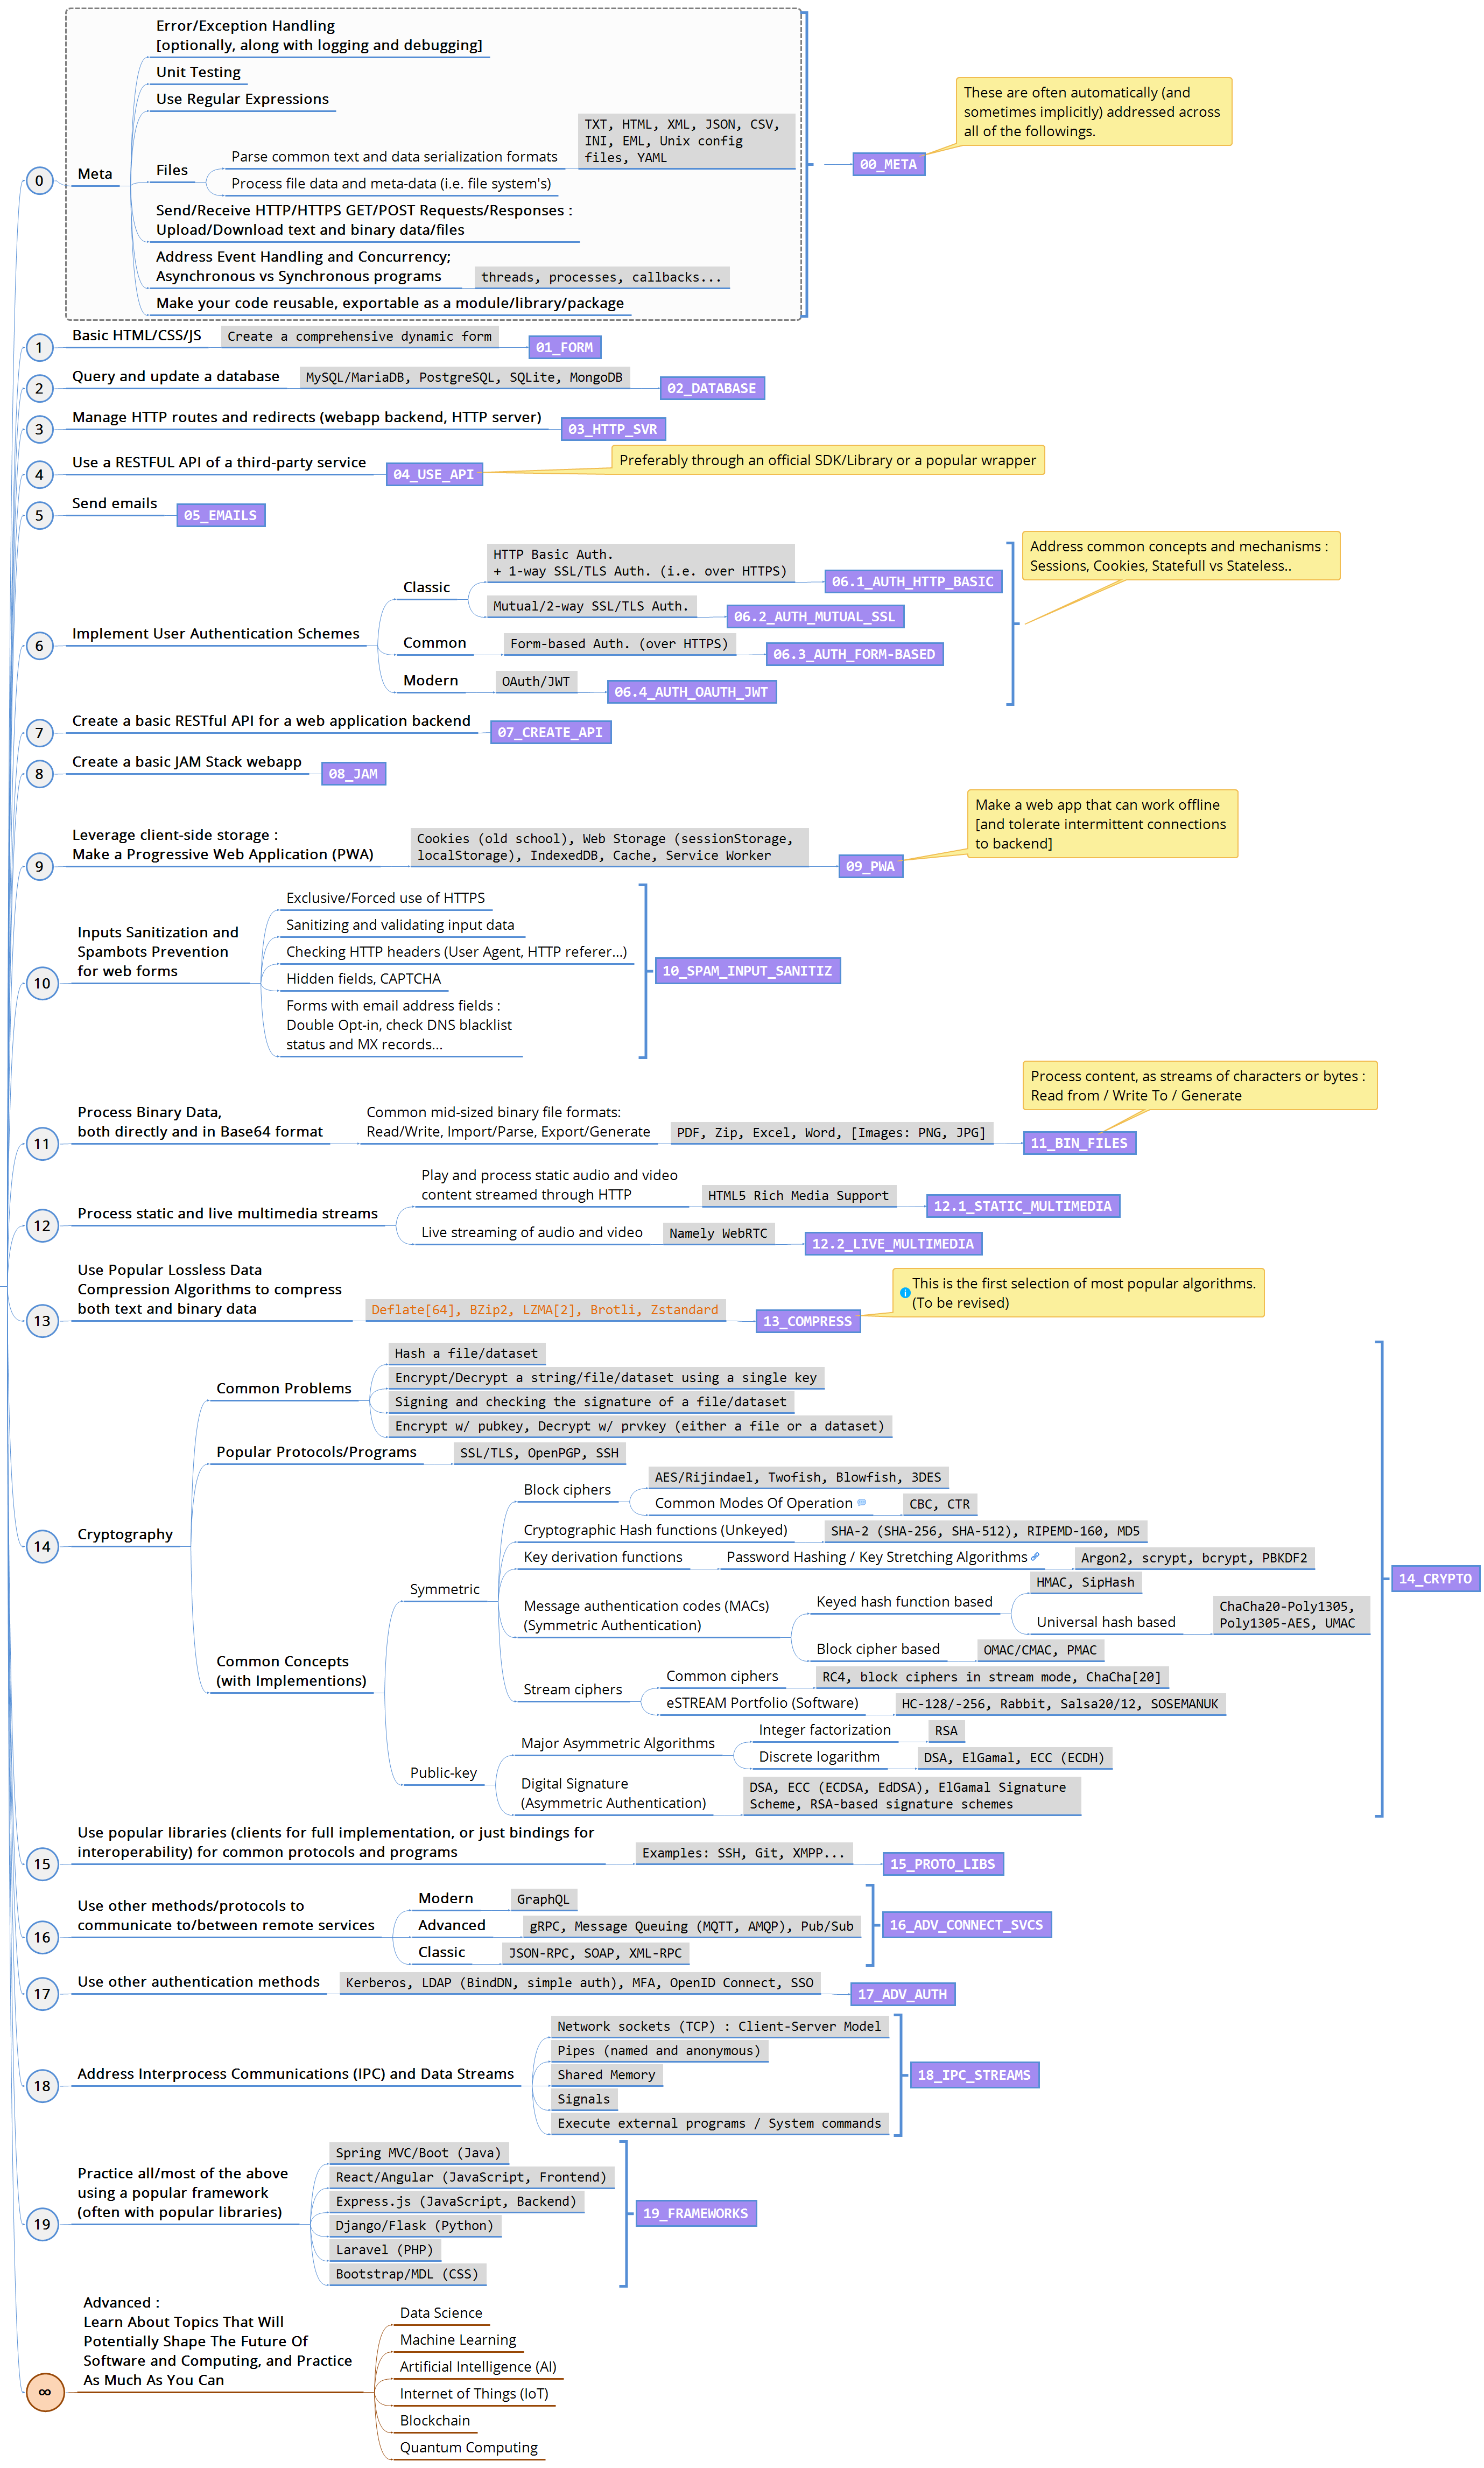 Error/Exception Handling
[optionally, along with logging and debugging]
Unit Testing
Use Regular Expressions
0
Meta
Files
Parse common text and data serialization formats
TXT, HTML, XML, JSON, CSV,
INI, EML, Unix config
files, YAML
Process file data and meta-data (i.e. file system's)
Send/Receive HTTP/HTTPS GET/POST Requests/Responses :
Upload/Download text and binary data/files
Address Event Handling and Concurrency;
Asynchronous vs Synchronous programs
threads, processes, callbacks...
Make your code reusable, exportable as a module/library/package
00_META
These are often automatically (and
sometimes implicitly) addressed across
all of the followings.
1
Basic HTML/CSS/JS
Create a comprehensive dynamic form
01_FORM
2
Query and update a database
MySQL/MariaDB, PostgreSQL, SQLite, MongoDB
02_DATABASE
3
Manage HTTP routes and redirects (webapp backend, HTTP server)
03_HTTP_SVR
4
Use a RESTFUL API of a third-party service
04_USE_API
Preferably through an official SDK/Library or a popular wrapper
5
Send emails
05_EMAILS
6
Implement User Authentication Schemes
Classic
HTTP Basic Auth.
+ 1-way SSL/TLS Auth. (i.e. over HTTPS)
06.1_AUTH_HTTP_BASIC
Mutual/2-way SSL/TLS Auth.
06.2_AUTH_MUTUAL_SSL
Common
Form-based Auth. (over HTTPS)
06.3_AUTH_FORM-BASED
Modern
OAuth/JWT
06.4_AUTH_OAUTH_JWT
Address common concepts and mechanisms :
Sessions, Cookies, Statefull vs Stateless..
7
Create a basic RESTful API for a web application backend
07_CREATE_API
8
Create a basic JAM Stack webapp
08_JAM
9
Leverage client-side storage :
Make a Progressive Web Application (PWA)
Cookies (old school), Web Storage (sessionStorage,
localStorage), IndexedDB, Cache, Service Worker
09_PWA
Make a web app that can work offline
[and tolerate intermittent connections
to backend]
10
Inputs Sanitization and
Spambots Prevention
for web forms
Exclusive/Forced use of HTTPS
Sanitizing and validating input data
Checking HTTP headers (User Agent, HTTP referer...)
Hidden fields, CAPTCHA
Forms with email address fields :
Double Opt-in, check DNS blacklist
status and MX records...
10_SPAM_INPUT_SANITIZ
11
Process Binary Data,
both directly and in Base64 format
Common mid-sized binary file formats:
Read/Write, Import/Parse, Export/Generate
PDF, Zip, Excel, Word, [Images: PNG, JPG]
11_BIN_FILES
Process content, as streams of characters or bytes :
Read from / Write To / Generate
12
Process static and live multimedia streams
Play and process static audio and video
content streamed through HTTP
HTML5 Rich Media Support
12.1_STATIC_MULTIMEDIA
Live streaming of audio and video
Namely WebRTC
12.2_LIVE_MULTIMEDIA
13
Use Popular Lossless Data
Compression Algorithms to compress
both text and binary data
Deflate[64], BZip2, LZMA[2], Brotli, Zstandard
13_COMPRESS
This is the first selection of most popular algorithms.
(To be revised)
14
Cryptography
Common Problems
Hash a file/dataset
Encrypt/Decrypt a string/file/dataset using a single key
Signing and checking the signature of a file/dataset
Encrypt w/ pubkey, Decrypt w/ prvkey (either a file or a dataset)
Popular Protocols/Programs
SSL/TLS, OpenPGP, SSH
Common Concepts
(with Implementions)
Symmetric
Block ciphers
AES/Rijindael, Twofish, Blowfish, 3DES
Common Modes Of Operation
CBC, CTR
Cryptographic Hash functions (Unkeyed)
SHA-2 (SHA-256, SHA-512), RIPEMD-160, MD5
Key derivation functions
Password Hashing / Key Stretching Algorithms
Argon2, scrypt, bcrypt, PBKDF2
Message authentication codes (MACs)
(Symmetric Authentication)
Keyed hash function based
HMAC, SipHash
Universal hash based
ChaCha20-Poly1305,
Poly1305-AES, UMAC
Block cipher based
OMAC/CMAC, PMAC
Stream ciphers
Common ciphers
RC4, block ciphers in stream mode, ChaCha[20]
eSTREAM Portfolio (Software)
HC-128/-256, Rabbit, Salsa20/12, SOSEMANUK
Public-key
Major Asymmetric Algorithms
Integer factorization
RSA
Discrete logarithm
DSA, ElGamal, ECC (ECDH)
Digital Signature
(Asymmetric Authentication)
DSA, ECC (ECDSA, EdDSA), ElGamal Signature
Scheme, RSA-based signature schemes
14_CRYPTO
15
Use popular libraries (clients for full implementation, or just bindings for
interoperability) for common protocols and programs
Examples: SSH, Git, XMPP...
15_PROTO_LIBS
16
Use other methods/protocols to
communicate to/between remote services
Modern
GraphQL
Advanced
gRPC, Message Queuing (MQTT, AMQP), Pub/Sub
Classic
JSON-RPC, SOAP, XML-RPC
16_ADV_CONNECT_SVCS
17
Use other authentication methods
Kerberos, LDAP (BindDN, simple auth), MFA, OpenID Connect, SSO
17_ADV_AUTH
18
Address Interprocess Communications (IPC) and Data Streams
Network sockets (TCP) : Client-Server Model
Pipes (named and anonymous)
Shared Memory
Signals
Execute external programs / System commands
18_IPC_STREAMS
19
Practice all/most of the above
using a popular framework
(often with popular libraries)
Spring MVC/Boot (Java)
React/Angular (JavaScript, Frontend)
Express.js (JavaScript, Backend)
Django/Flask (Python)
Laravel (PHP)
Bootstrap/MDL (CSS)
19_FRAMEWORKS
∞
Advanced :
Learn About Topics That Will
Potentially Shape The Future Of
Software and Computing, and Practice
As Much As You Can
Data Science
Machine Learning
Artificial Intelligence (AI)
Internet of Things (IoT)
Blockchain
Quantum Computing